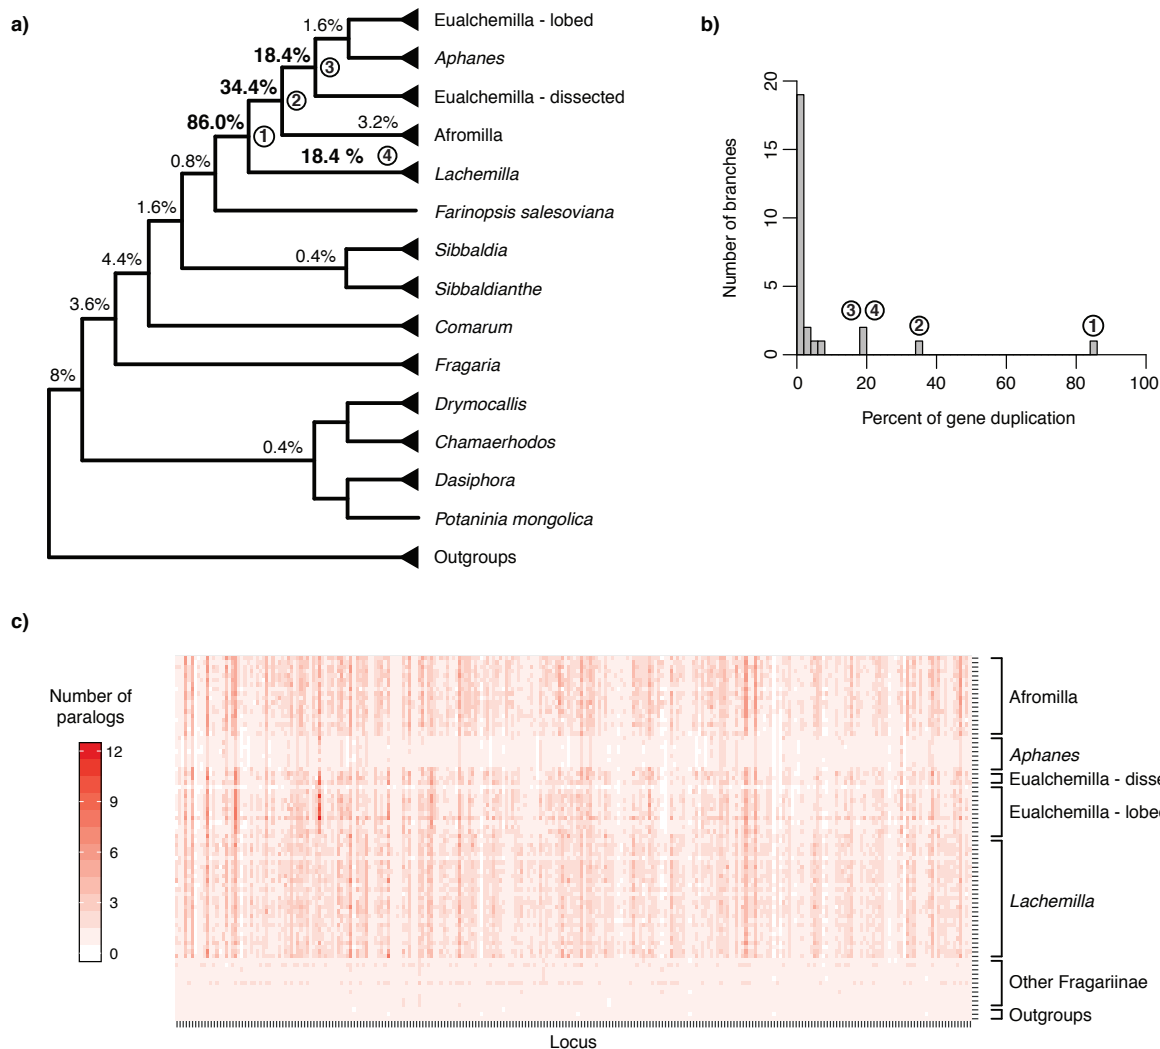 a)
Eualchemilla - lobed
1.6%
Aphanes
18.4%
3
Eualchemilla - dissected
34.4%
2
3.2%
Afromilla
86.0%
1
18.4 %
4
Lachemilla
0.8%
Farinopsis salesoviana
1.6%
Sibbaldia
0.4%
Sibbaldianthe
4.4%
Comarum
3.6%
Fragaria
8%
Drymocallis
Chamaerhodos
0.4%
Dasiphora
Potaninia mongolica
Outgroups
b)
Number of branches
20
15
10
5
0
3 4
2
1
0 20 40 60 80 100
Percent of gene duplication
c)
Number of
paralogs
12
9
6
3
0
Afromilla
Aphanes
Eualchemilla - disse
Eualchemilla - lobe
Lachemilla
Other Fragariinae
Outgroups
Locus